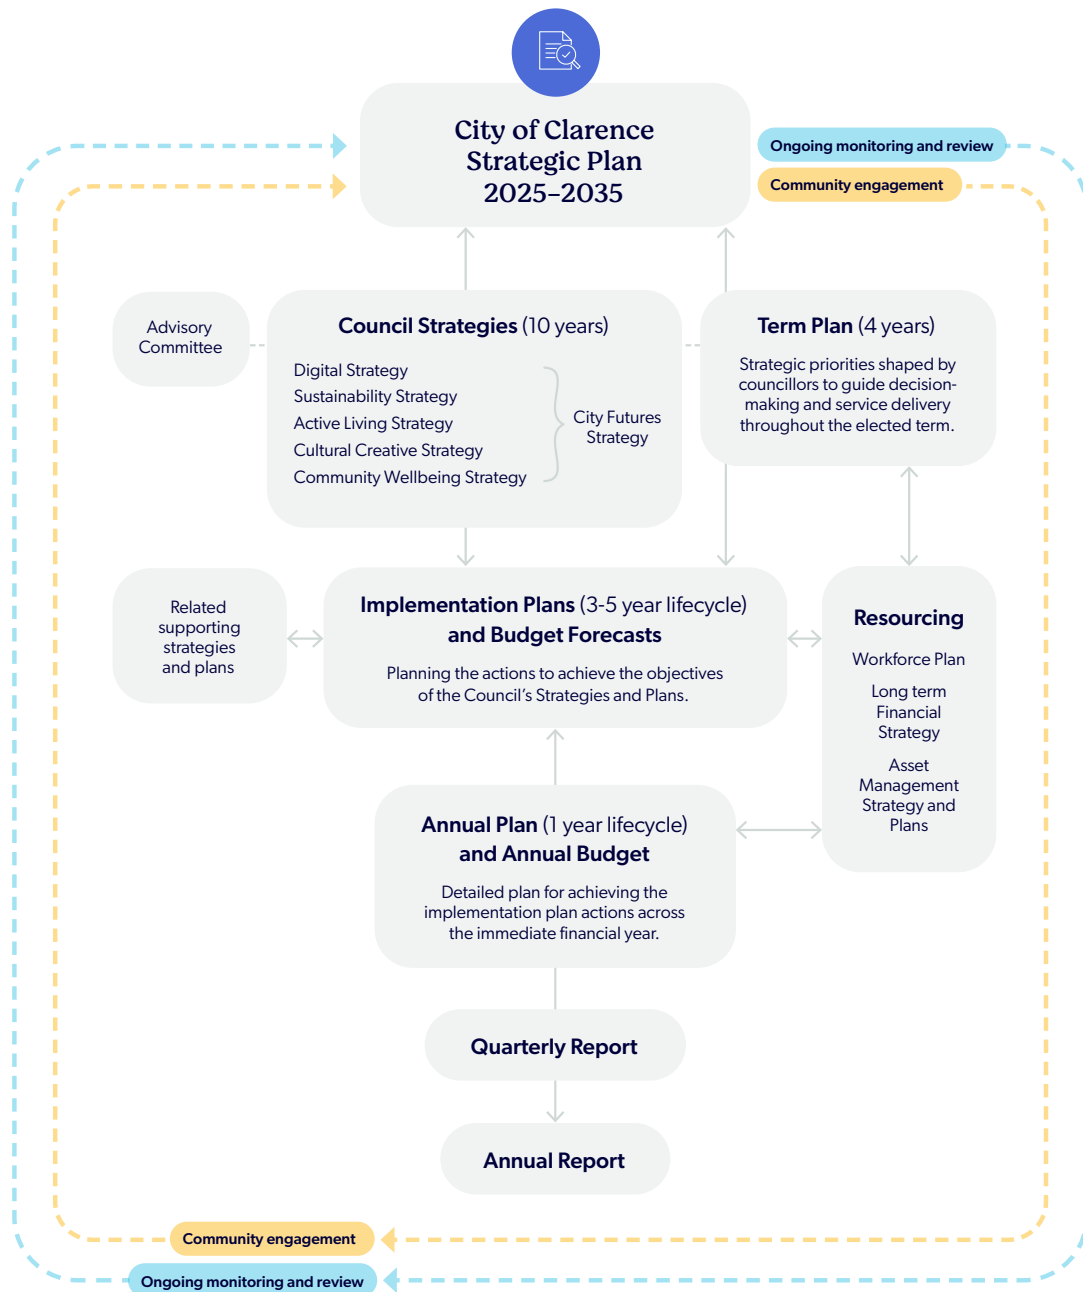 City of Clarence
Strategic Plan
2025–2035
Ongoing monitoring and review
Community engagement
Advisory
Committee
Council Strategies (10 years)
Digital Strategy
Sustainability Strategy
Active Living Strategy
Cultural Creative Strategy
Community Wellbeing Strategy
City Futures
Strategy
Term Plan (4 years)
Strategic priorities shaped by
councillors to guide decision-
making and service delivery
throughout the elected term.
Related
supporting
strategies
and plans
Implementation Plans (3-5 year lifecycle)
and Budget Forecasts
Planning the actions to achieve the objectives
of the Council’s Strategies and Plans.
Resourcing
Workforce Plan
Long term
Financial
Strategy
Asset
Management
Strategy and
Plans
Annual Plan (1 year lifecycle)
and Annual Budget
Detailed plan for achieving the
implementation plan actions across
the immediate financial year.
Quarterly Report
Annual Report
Community engagement
Ongoing monitoring and review